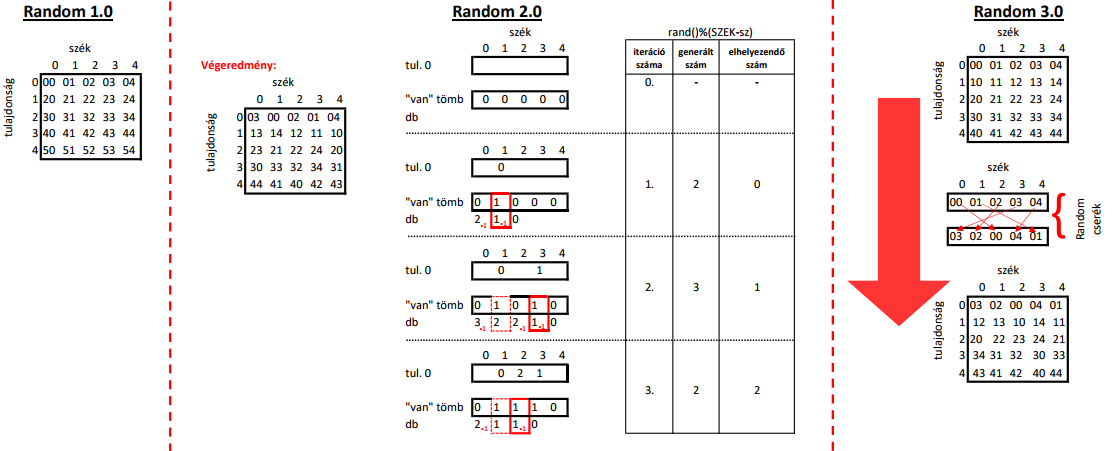 Random 1.0
szék
0 1 2 3 4
tulajdonság
0 00 01 02 03 04
1 20 21 22 23 24
2 30 31 32 33 34
3 40 41 42 43 44
4 50 51 52 53 54
Végeredmény:
szék
0 1 2 3 4
tulajdonság
0 03 00 02 01 04
1 13 14 12 11 10
2 23 21 22 24 20
3 30 33 32 34 31
4 44 41 40 42 43
Random 2.0
szék
0 1 2 3 4
tul. 0
"van" tömb 0 0 0 0 0
db
0 1 2 3 4
tul. 0 0
"van" tömb 0 1 0 0 0
db 2 -1 1 -1 0
0 1 2 3 4
tul. 0 0 1
"van" tömb 0 1 0 1 0
db 3 -1 2 2 -1 1 -1 0
0 1 2 3 4
tul. 0 0 2 1
"van" tömb 0 1 1 1 0
db 2 -1 1 1 -1 0
rand()%(SZEK-sz)
iteráció száma generált szám elhelyezendő szám
0. - -
1. 2 0
2. 3 1
3. 2 2
Random 3.0
szék
0 1 2 3 4
tulajdonság
0 00 01 02 03 04
1 10 11 12 13 14
2 20 21 22 23 24
3 30 31 32 33 34
4 40 41 42 43 44
szék
0 1 2 3 4
00 01 02 03 04
03 02 00 04 01
Random
cserék
szék
0 1 2 3 4
tulajdonság
0 03 02 00 04 01
1 12 13 10 14 11
2 20 22 23 24 21
3 34 31 32 30 33
4 43 41 42 40 44